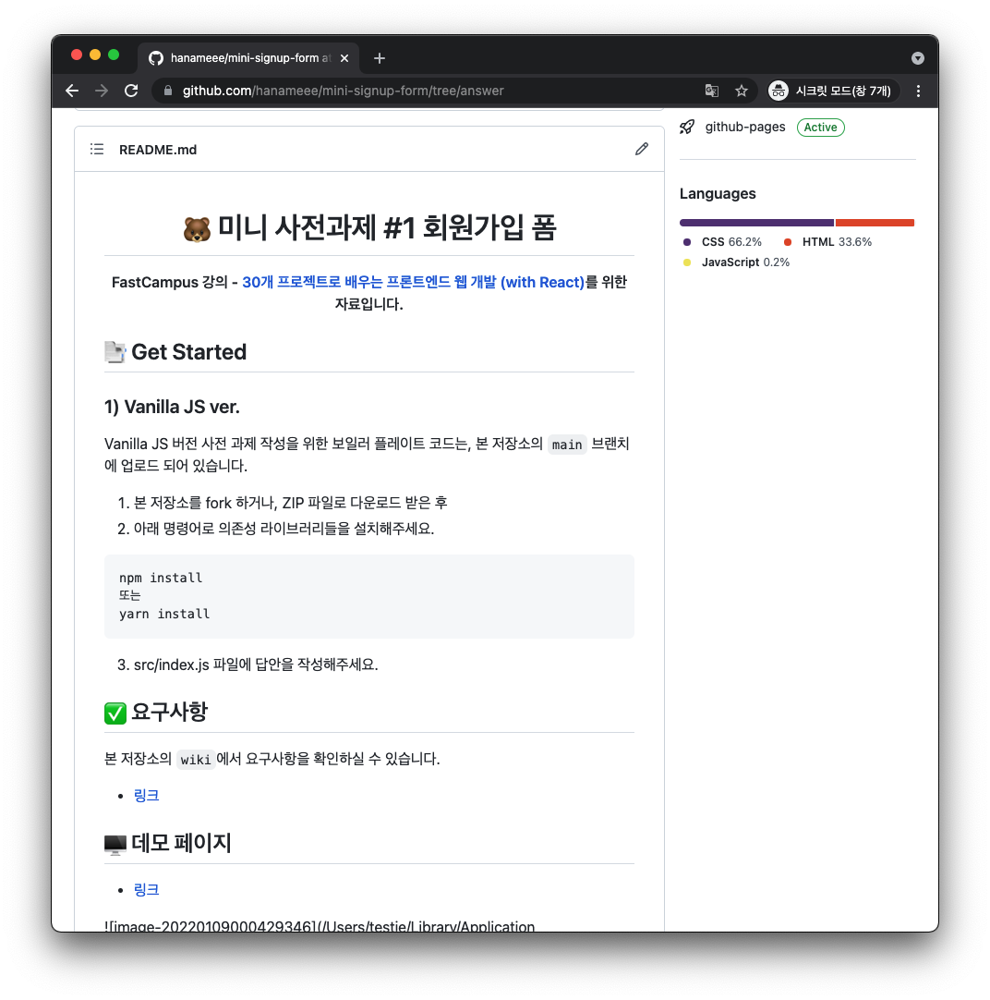 hanameee/mini-signup-form at
github.com/hanameee/mini-signup-form/tree/answer
시크릿 모드(창 7개)
README.md
🐻 미니 사전과제 #1 회원가입 폼
FastCampus 강의 - 30개 프로젝트로 배우는 프론트엔드 웹 개발 (with React)를 위한
자료입니다.
📑 Get Started
1) Vanilla JS ver.
Vanilla JS 버전 사전 과제 작성을 위한 보일러 플레이트 코드는, 본 저장소의 main 브랜치
에 업로드 되어 있습니다.
1. 본 저장소를 fork 하거나, ZIP 파일로 다운로드 받은 후
2. 아래 명령어로 의존성 라이브러리들을 설치해주세요.
npm install
또는
yarn install
3. src/index.js 파일에 답안을 작성해주세요.
✅ 요구사항
본 저장소의 wiki에서 요구사항을 확인하실 수 있습니다.
• 링크
🖥 데모 페이지
• 링크
![image-20220109000429346](/Users/testie/Library/Application
github-pages Active
Languages
CSS 66.2% HTML 33.6%
JavaScript 0.2%